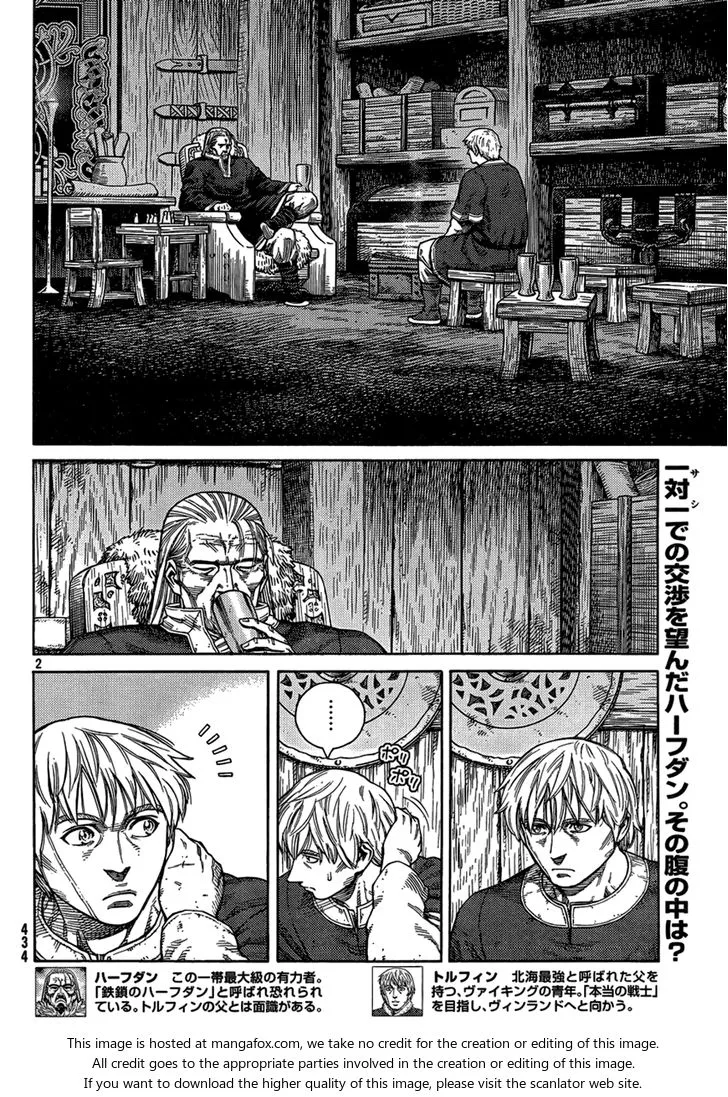 一対一での交渉を望んだハーフダン。その腹の中は?
サシ
2
……
ポリ
ポリ
434
ハーフダン この一帯最大級の有力者。
「鉄鎖のハーフダン」と呼ばれ恐れられ
ている。トルフィンの父とは面識がある。
トルフィン 北海最強と呼ばれた父を
持つ、ヴァイキングの青年。「本当の戦士」
を目指し、ヴィンランドへと向かう。
This image is hosted at mangafox.com, we take no credit for the creation or editing of this image.
All credit goes to the appropriate parties involved in the creation or editing of this image.
If you want to download the higher quality of this image, please visit the scanlator web site.